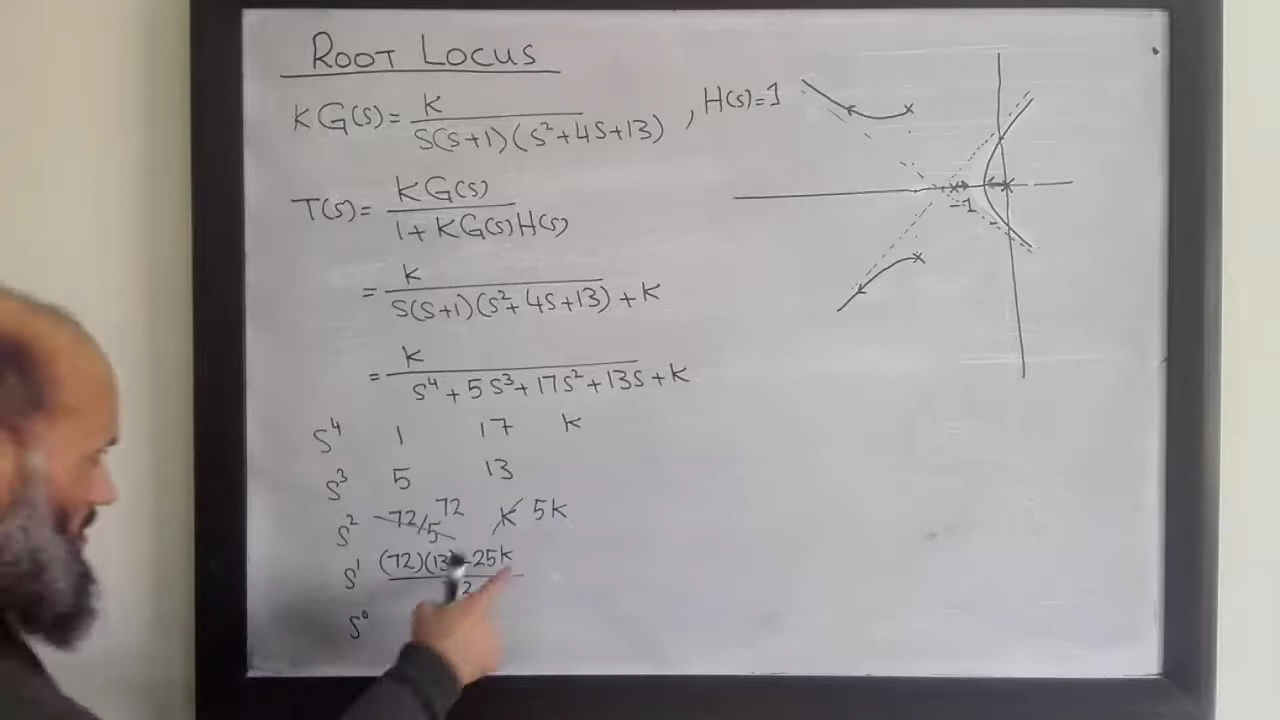 ROOT LOCUS
KG(s)= K / S(S+1)(S²+4S+13) , H(s)=1
T(s)= KG(s) / 1+KG(s)H(s)
= K / S(S+1)(S²+4S+13)+K
= K / S⁴+5S³+17S²+13S+K
S⁴ 1 17 K
S³ 5 13
S² 72/5 72 K 5K
S¹ (72)(13)-25K / 2
S⁰
-1